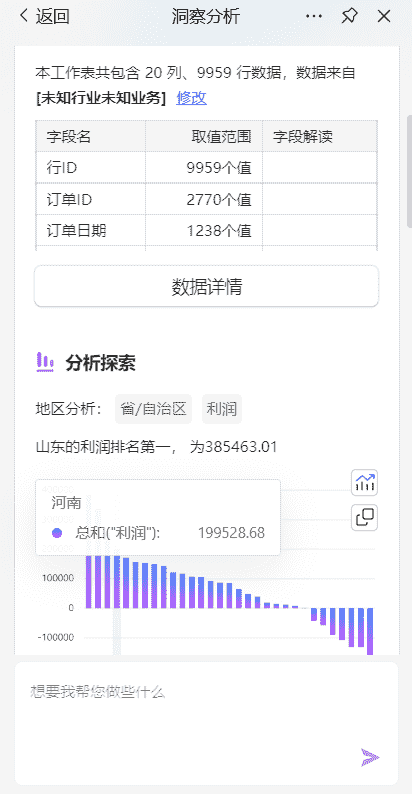 返回 洞察分析
本工作表共包含 20 列、9959 行数据，数据来自
[未知行业未知业务] 修改
字段名 取值范围 字段解读
行ID 9959个值
订单ID 2770个值
订单日期 1238个值
数据详情
分析探索
地区分析： 省/自治区 利润
山东的利润排名第一， 为385463.01
河南
总和("利润"): 199528.68
100000
0
-100000
想要我帮您做些什么